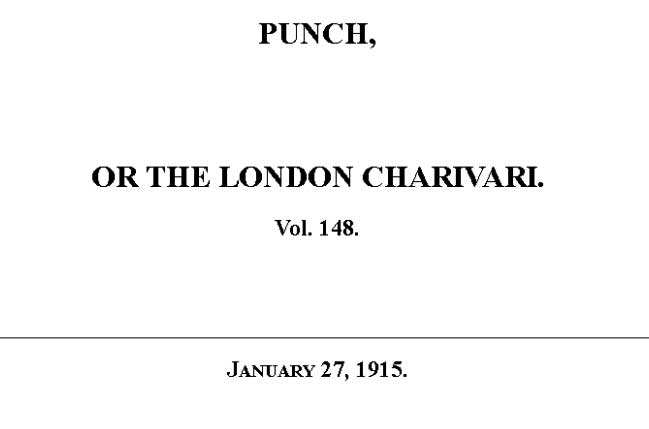 PUNCH,
OR THE LONDON CHARIVARI.
Vol. 148.
January 27, 1915.